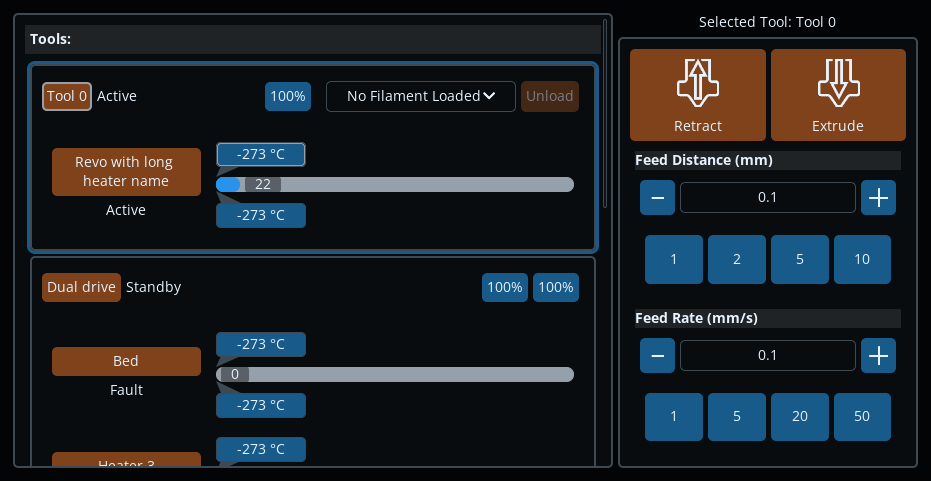 Selected Tool: Tool 0
Tools:
Tool 0 Active 100% No Filament Loaded Unload
Revo with long
heater name
Active
-273 °C
22
-273 °C
Dual drive Standby 100% 100%
Bed
Fault
-273 °C
0
-273 °C
Heater 3
-273 °C
Retract Extrude
Feed Distance (mm)
− 0.1 +
1 2 5 10
Feed Rate (mm/s)
− 0.1 +
1 5 20 50